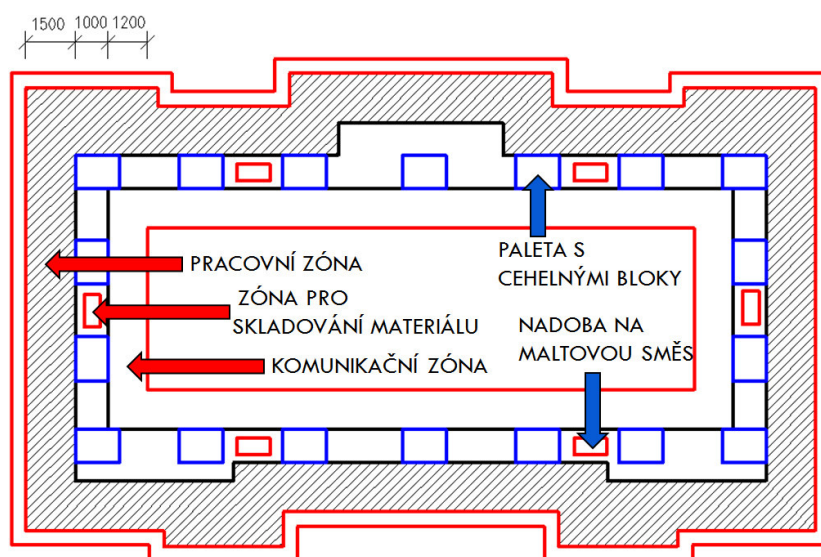 1500 1000 1200
PRACOVNÍ ZÓNA
ZÓNA PRO
SKLADOVÁNÍ MATERIÁLU
KOMUNIKAČNÍ ZÓNA
PALETA S
CEHELNÝMI BLOKY
NADOBA NA
MALTOVOU SMĚS